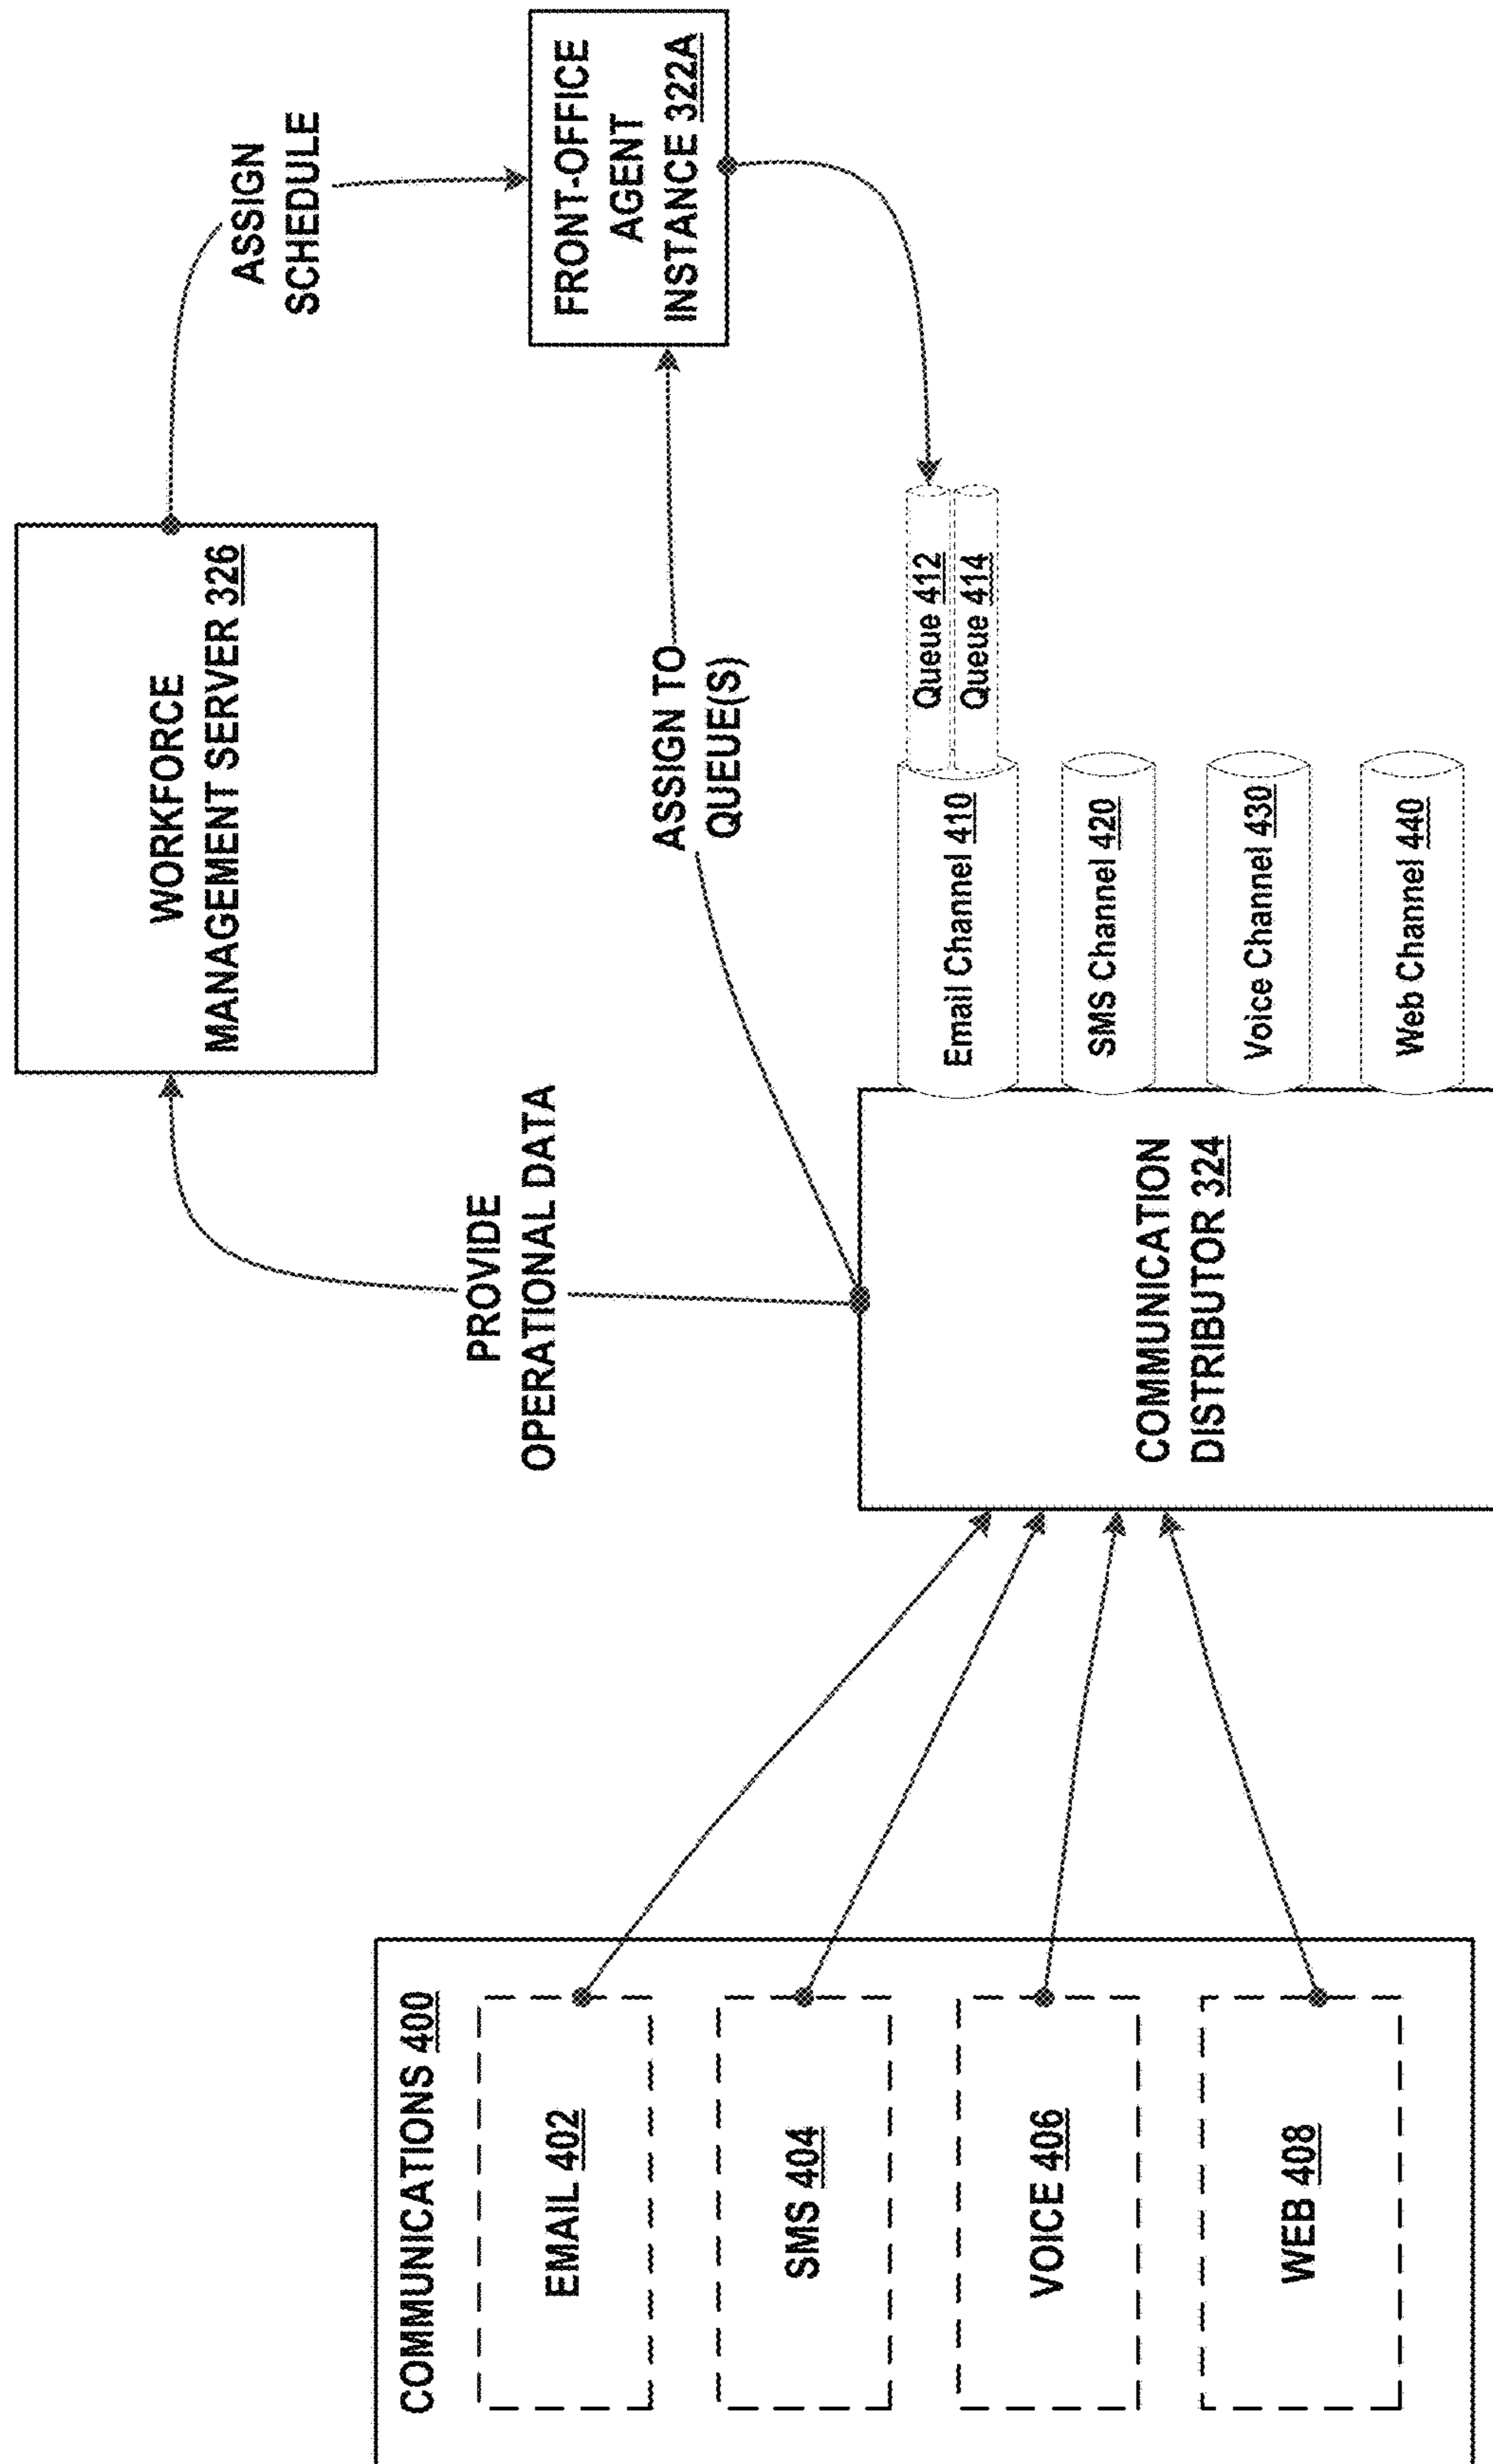 COMMUNICATIONS 400
EMAIL 402
SMS 404
VOICE 406
WEB 408
PROVIDE
OPERATIONAL DATA
WORKFORCE
MANAGEMENT SERVER 326
ASSIGN
SCHEDULE
FRONT-OFFICE
AGENT
INSTANCE 322A
ASSIGN TO
QUEUE(S)
COMMUNICATION
DISTRIBUTOR 324
Email Channel 410
Queue 412
Queue 414
SMS Channel 420
Voice Channel 430
Web Channel 440